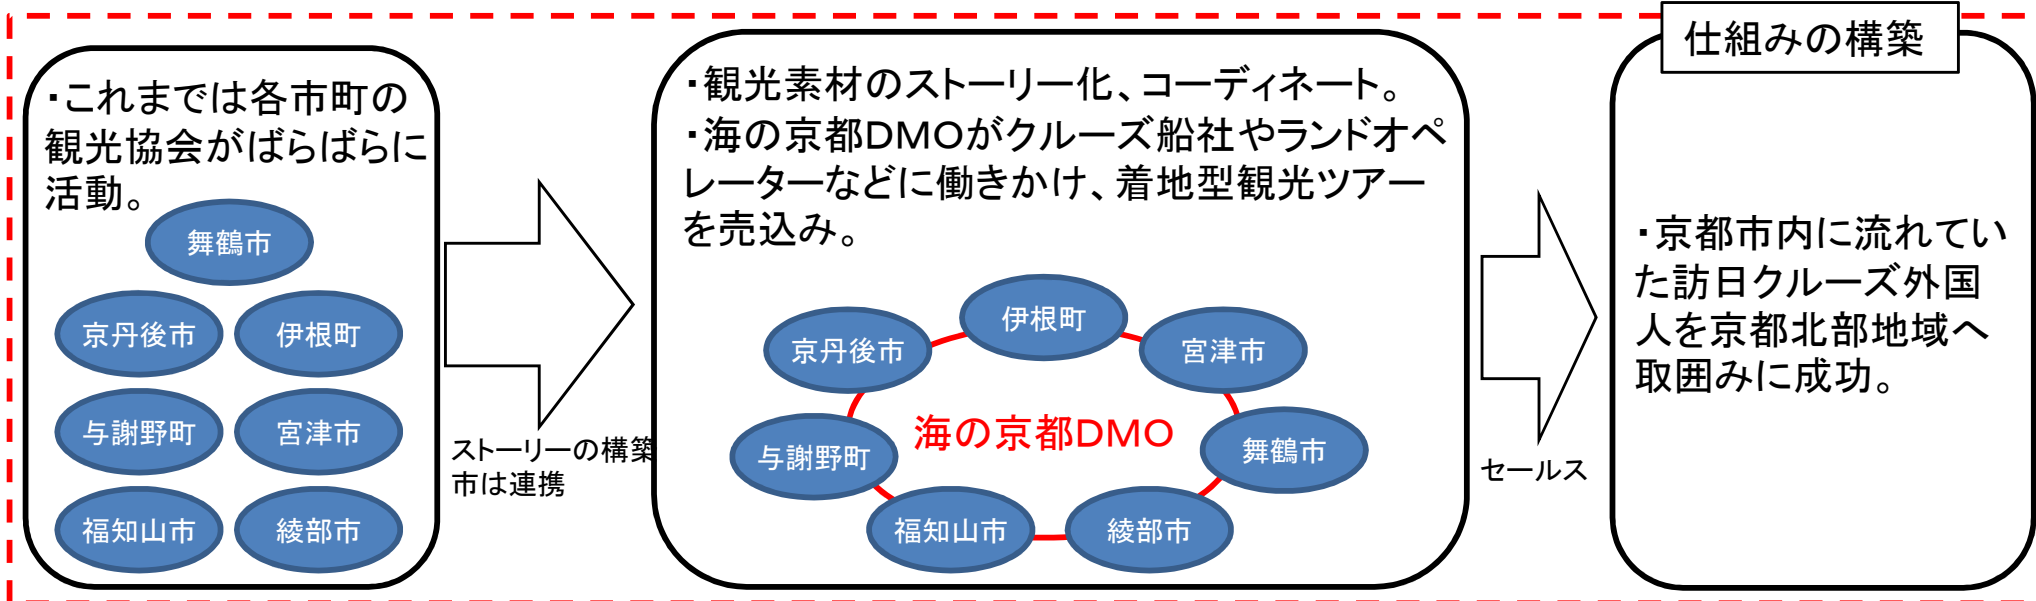 仕組みの構築
・これまでは各市町の
観光協会がばらばらに
活動。
舞鶴市
京丹後市
伊根町
与謝野町
宮津市
福知山市
綾部市
ストーリーの構築
市は連携
・観光素材のストーリー化、コーディネート。
・海の京都DMOがクルーズ船社やランドオペ
レーターなどに働きかけ、着地型観光ツアー
を売込み。
伊根町
京丹後市
宮津市
海の京都DMO
与謝野町
舞鶴市
福知山市
綾部市
セールス
・京都市内に流れてい
た訪日クルーズ外国
人を京都北部地域へ
取囲みに成功。